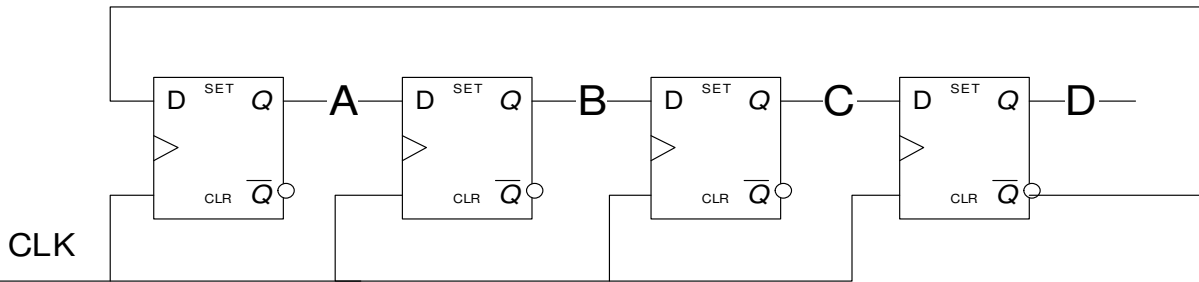 SET SET SET SET
D Q A D Q B D Q C D Q D
CLR Q̅ CLR Q̅ CLR Q̅ CLR Q̅
CLK